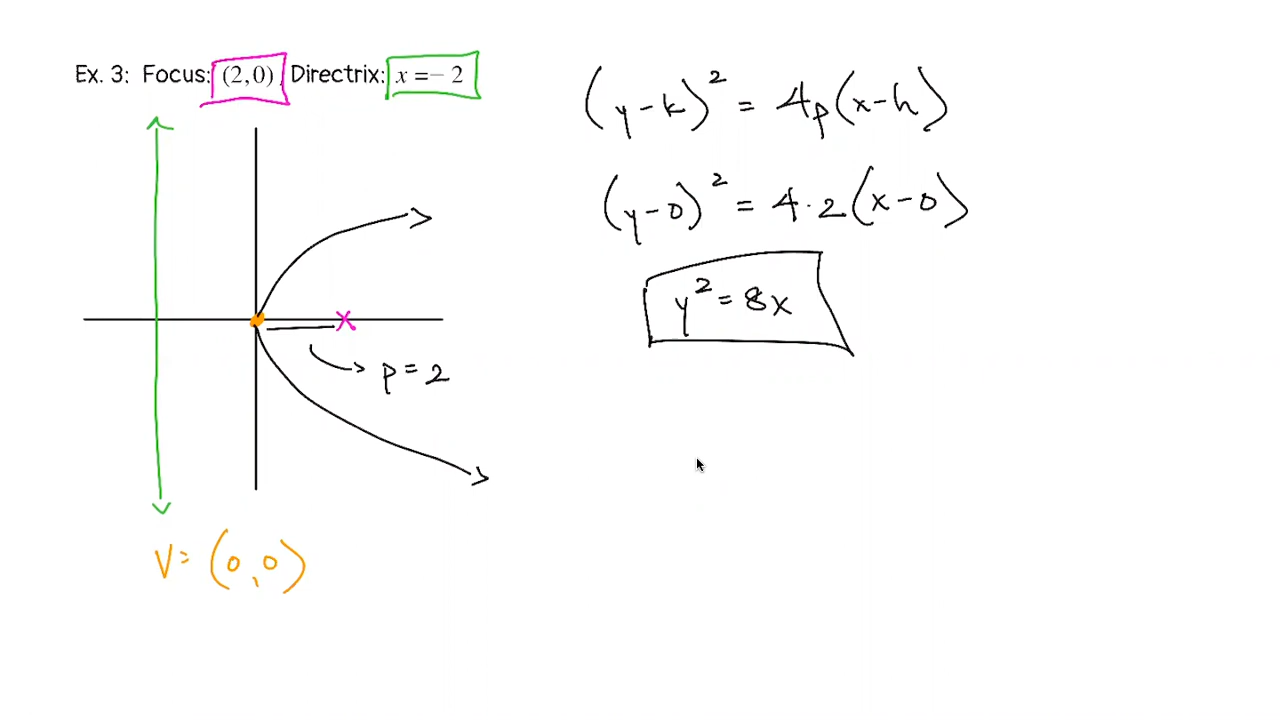 Ex. 3: Focus: (2,0) Directrix: x = − 2
(y-k)² = 4p(x-h)
(y-0)² = 4·2(x-0)
y² = 8x
p = 2
V= (0,0)